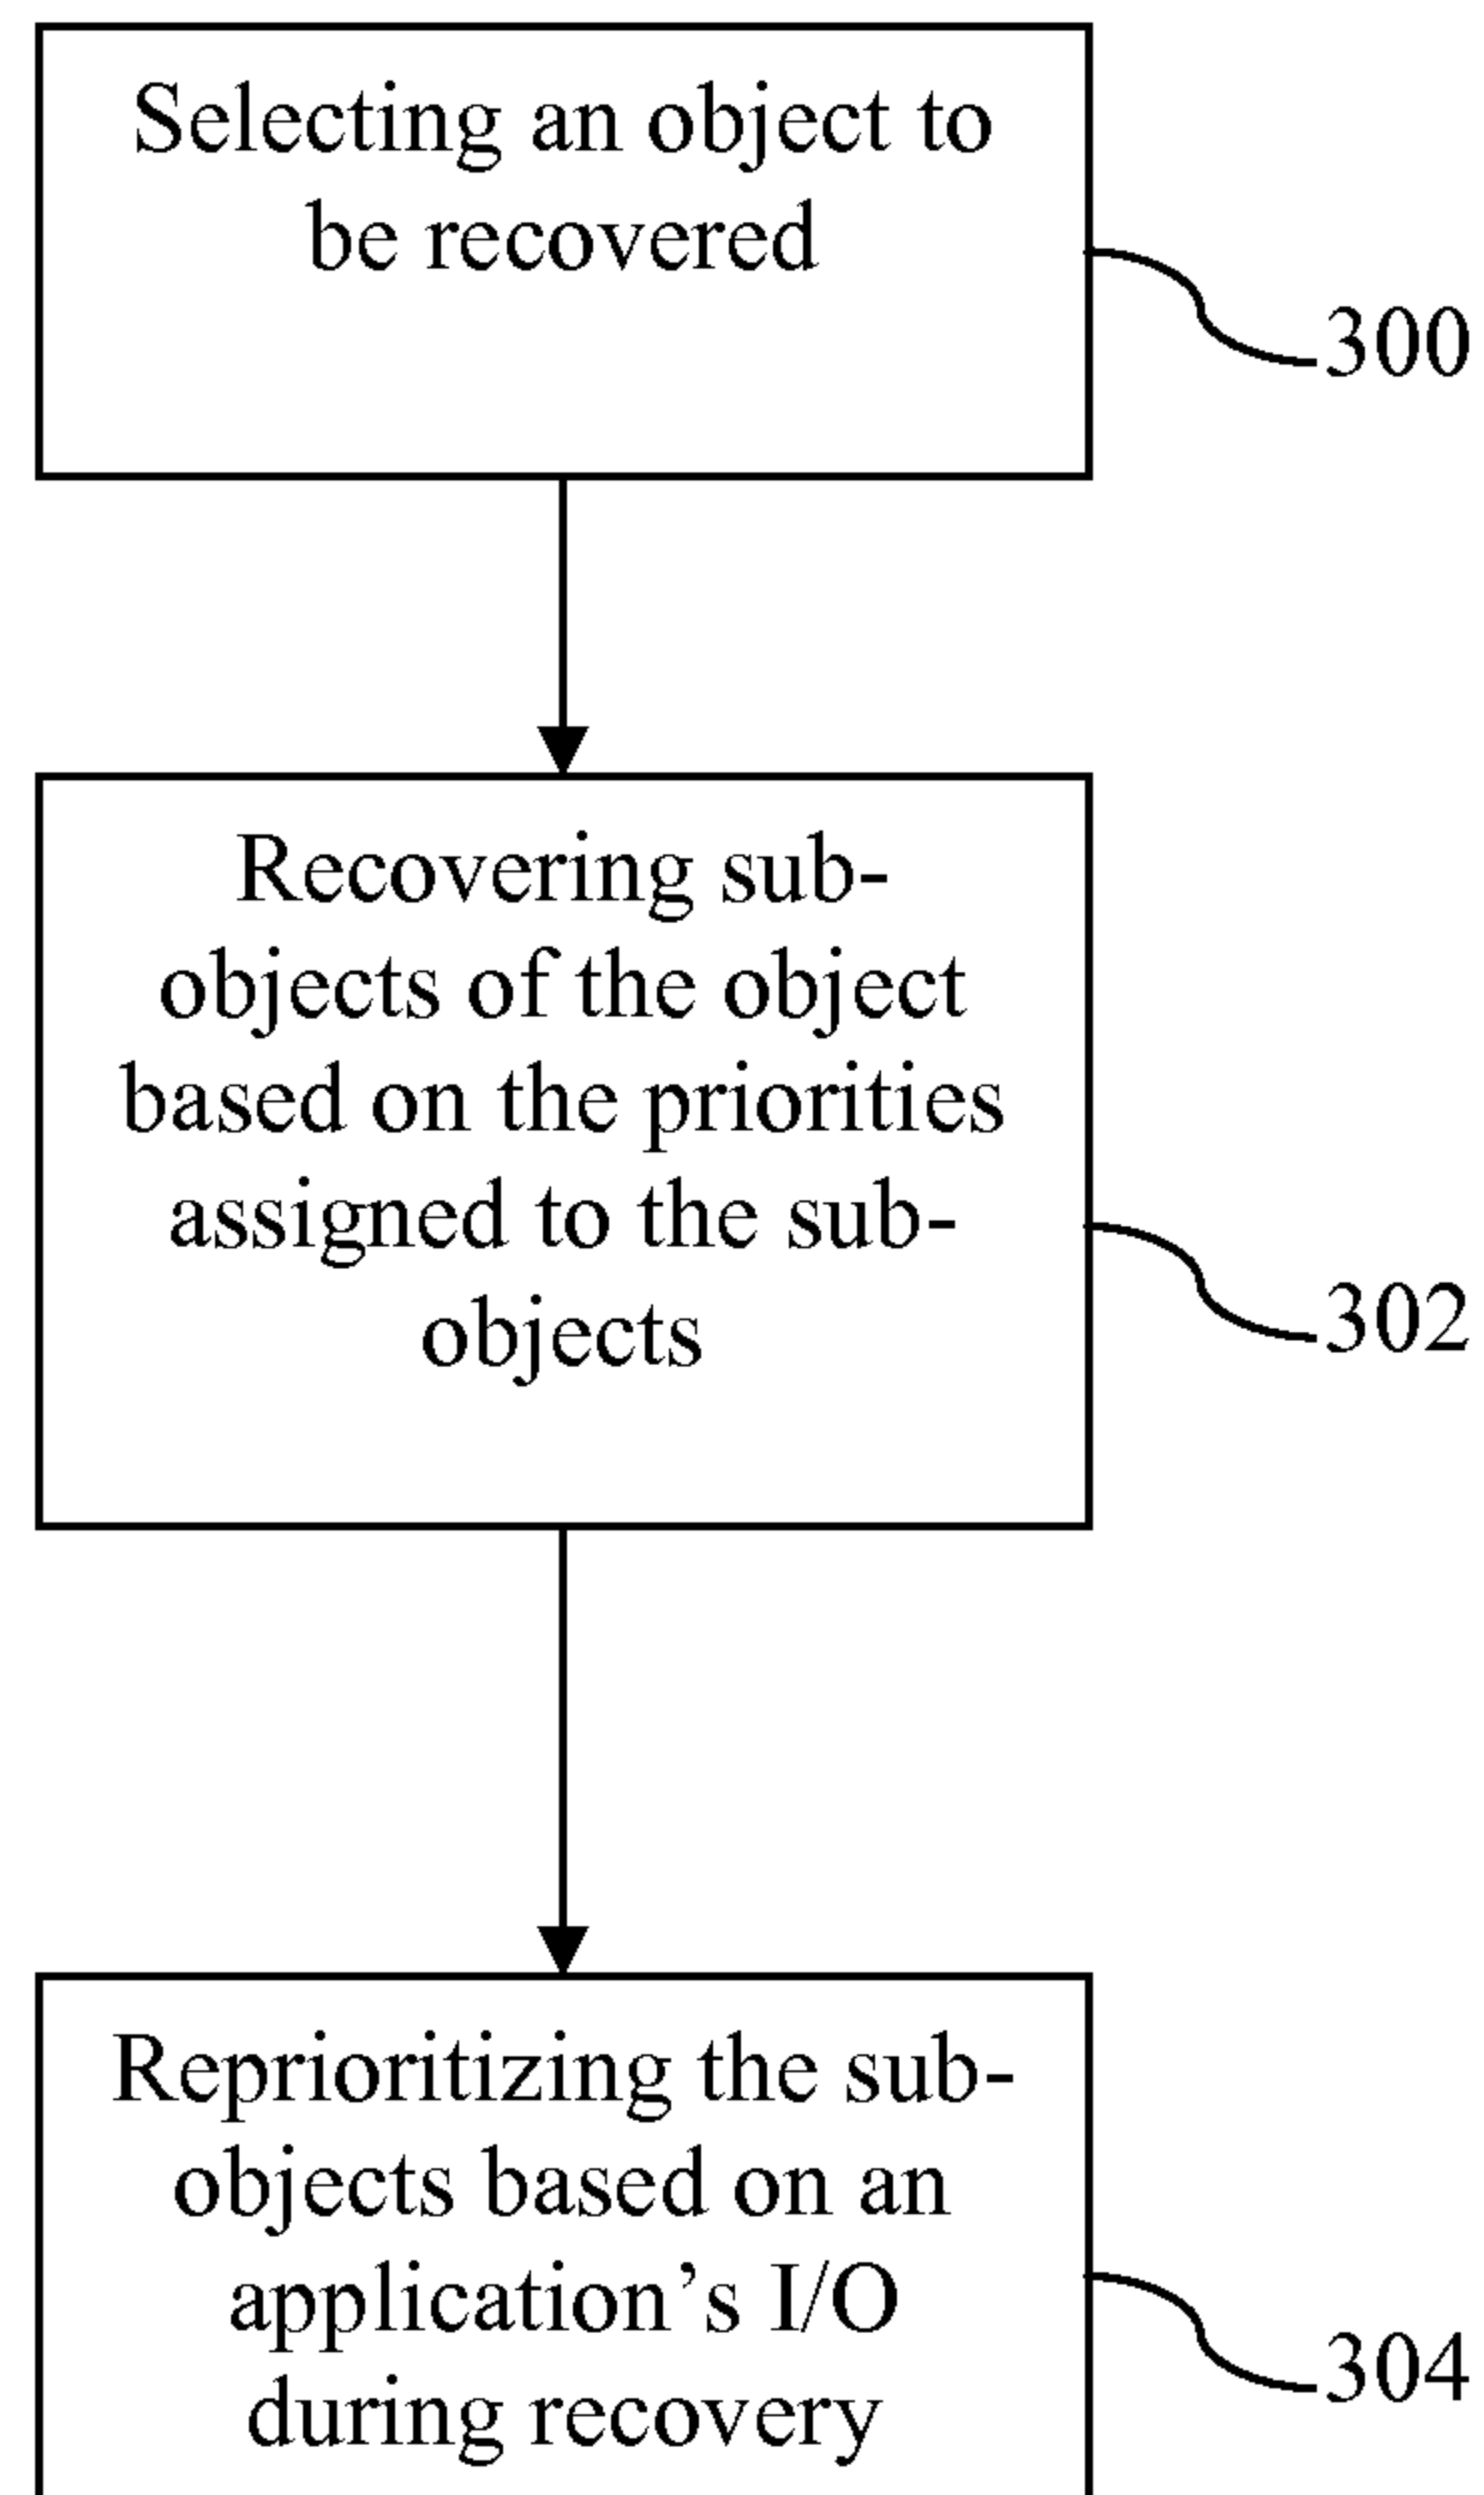 Selecting an object to
be recovered
300
Recovering sub-
objects of the object
based on the priorities
assigned to the sub-
objects
302
Reprioritizing the sub-
objects based on an
application’s I/O
during recovery
304